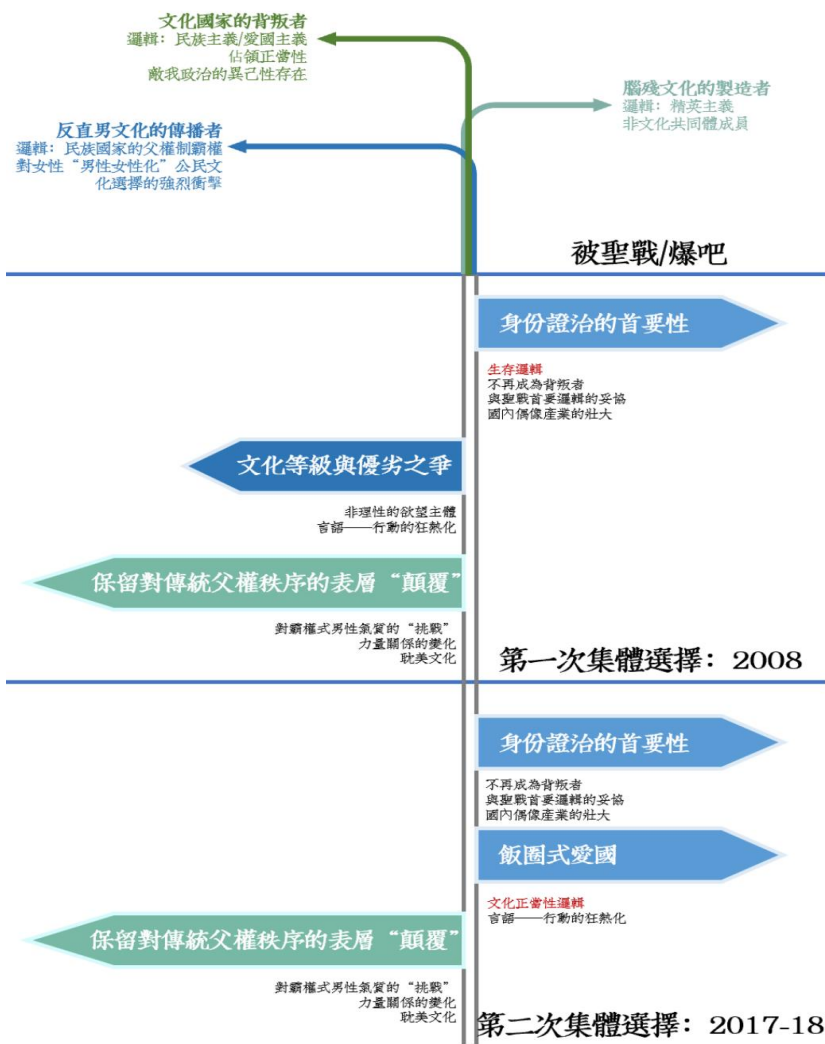 文化國家的背叛者
邏輯：民族主義/愛國主義
佔領正當性
敵我政治的異己性存在
腦殘文化的製造者
邏輯：精英主義
非文化共同體成員
反直男文化的傳播者
邏輯：民族國家的父權制霸權
對女性“男性女性化”公民文
化選擇的強烈衝擊
被聖戰/爆吧
身份證治的首要性
生存邏輯
不再成為背叛者
與聖戰首要邏輯的妥協
國內偶像產業的壯大
文化等級與優劣之爭
非理性的欲望主體
言語——行動的狂熱化
保留對傳統父權秩序的表層“顛覆”
對霸權式男性氣質的“挑戰”
力量關係的變化
耽美文化
第一次集體選擇：2008
身份證治的首要性
不再成為背叛者
與聖戰首要邏輯的妥協
國內偶像產業的壯大
飯圈式愛國
文化正當性邏輯
言語——行動的狂熱化
保留對傳統父權秩序的表層“顛覆”
對霸權式男性氣質的“挑戰”
力量關係的變化
耽美文化
第二次集體選擇：2017-18